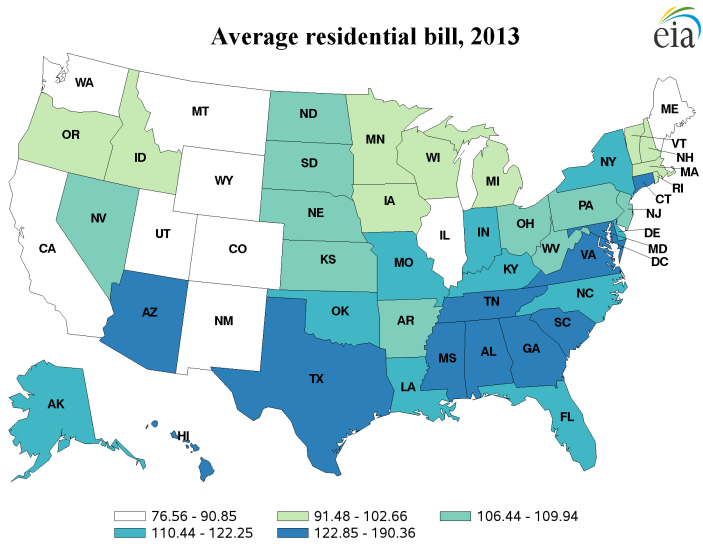 Average residential bill, 2013
eia
WA
MT
ND
MN
ME
OR
ID
WY
SD
WI
MI
NY
VT
NH
MA
RI
CT
NV
UT
CO
NE
IA
IL
IN
OH
PA
NJ
DE
MD
DC
CA
KS
MO
KY
WV
VA
AZ
NM
OK
AR
TN
NC
SC
TX
LA
MS
AL
GA
FL
AK
HI
76.56 - 90.85
91.48 - 102.66
106.44 - 109.94
110.44 - 122.25
122.85 - 190.36